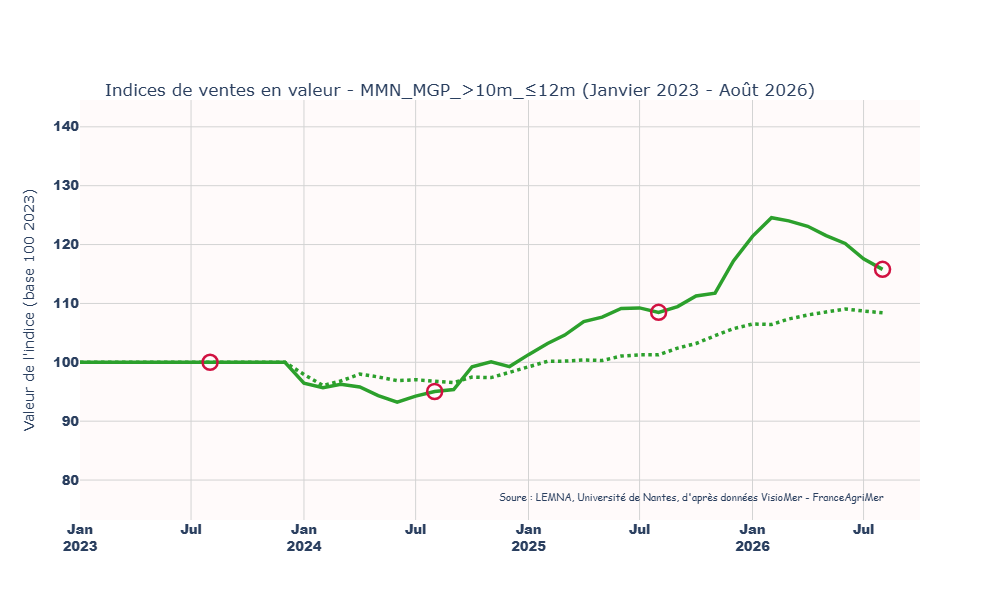 Indices de ventes en valeur - MMN_MGP_>10m_≤12m (Janvier 2023 - Août 2026)
Valeur de l'Indice (base 100 2023)
140
130
120
110
100
90
80
Soure : LEMNA, Université de Nantes, d'après données VisioMer - FranceAgriMer
Jan Jul Jan Jul Jan Jul Jan Jul
2023 2024 2025 2026